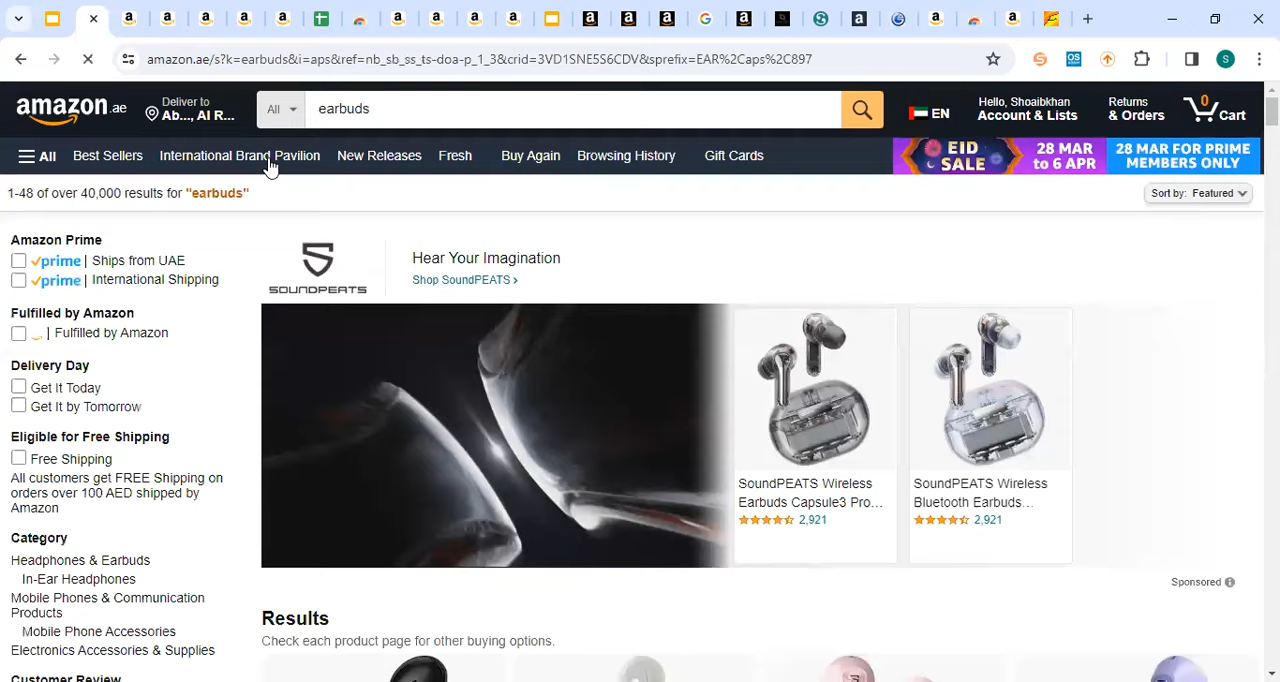 amazon.ae/s?k=earbuds&i=aps&ref=nb_sb_ss_ts-doa-p_1_3&crid=3VD1SNE5S6CDV&sprefix=EAR%2Caps%2C897
OS
S
amazon.ae
Deliver to
Ab..., Al R...
All
earbuds
EN
Hello, Shoaibkhan
Account & Lists
Returns
& Orders
0
Cart
All
Best Sellers
International Brand Pavilion
New Releases
Fresh
Buy Again
Browsing History
Gift Cards
EID
SALE
28 MAR
to 6 APR
28 MAR FOR PRIME
MEMBERS ONLY
1-48 of over 40,000 results for "earbuds"
Sort by: Featured
Amazon Prime
prime | Ships from UAE
prime | International Shipping
Fulfilled by Amazon
| Fulfilled by Amazon
Delivery Day
Get It Today
Get It by Tomorrow
Eligible for Free Shipping
Free Shipping
All customers get FREE Shipping on
orders over 100 AED shipped by
Amazon
Category
Headphones & Earbuds
In-Ear Headphones
Mobile Phones & Communication
Products
Mobile Phone Accessories
Electronics Accessories & Supplies
Customer Review
SOUNDPEATS
Hear Your Imagination
Shop SoundPEATS ›
SoundPEATS Wireless
Earbuds Capsule3 Pro...
2,921
SoundPEATS Wireless
Bluetooth Earbuds...
2,921
Sponsored
Results
Check each product page for other buying options.